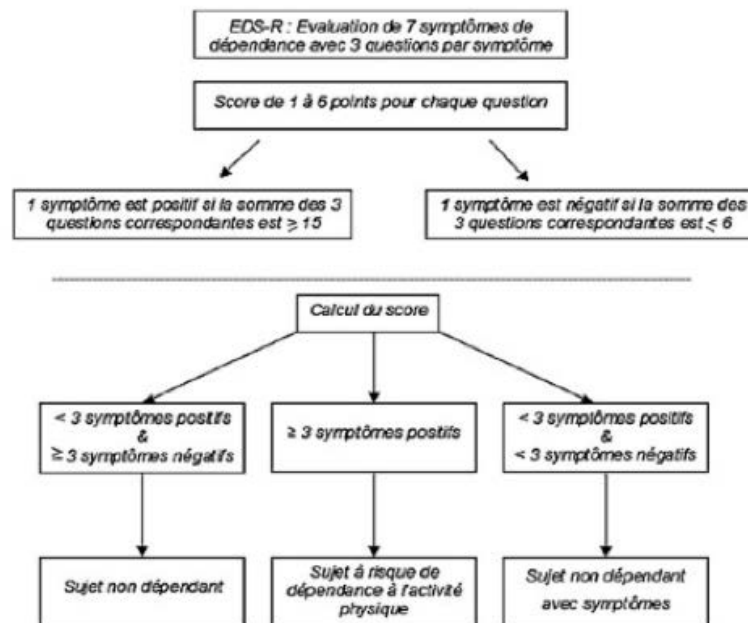 EDS-R : Evaluation de 7 symptômes de
dépendance avec 3 questions par symptôme
Score de 1 à 6 points pour chaque question
1 symptôme est positif si la somme des 3
questions correspondantes est ≥ 15
1 symptôme est négatif si la somme des
3 questions correspondantes est ≤ 6
Calcul du score
< 3 symptômes positifs
&
≥ 3 symptômes négatifs
≥ 3 symptômes positifs
< 3 symptômes positifs
&
< 3 symptômes négatifs
Sujet non dépendant
Sujet à risque de
dépendance à l'activité
physique
Sujet non dépendant
avec symptômes